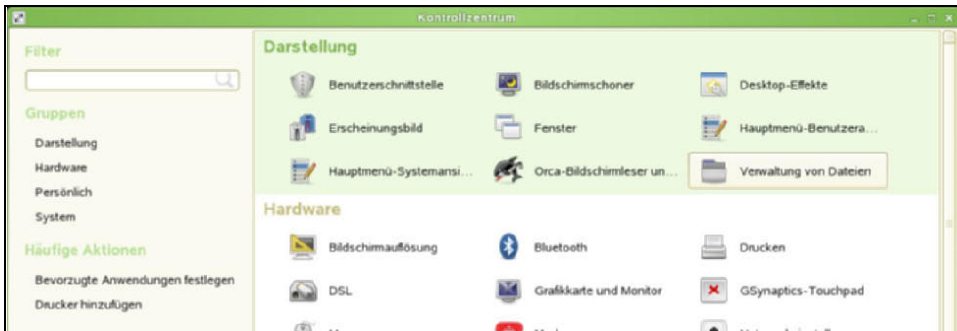 Kontrollzentrum
Filter
Gruppen
Darstellung
Hardware
Persönlich
System
Häufige Aktionen
Bevorzugte Anwendungen festlegen
Drucker hinzufügen
Darstellung
Benutzerschnittstelle Bildschirmschoner Desktop-Effekte
Erscheinungsbild Fenster Hauptmenü-Benutzera...
Hauptmenü-Systemansi... Orca-Bildschirmleser un... Verwaltung von Dateien
Hardware
Bildschirmauflösung Bluetooth Drucken
DSL Grafikkarte und Monitor GSynaptics-Touchpad